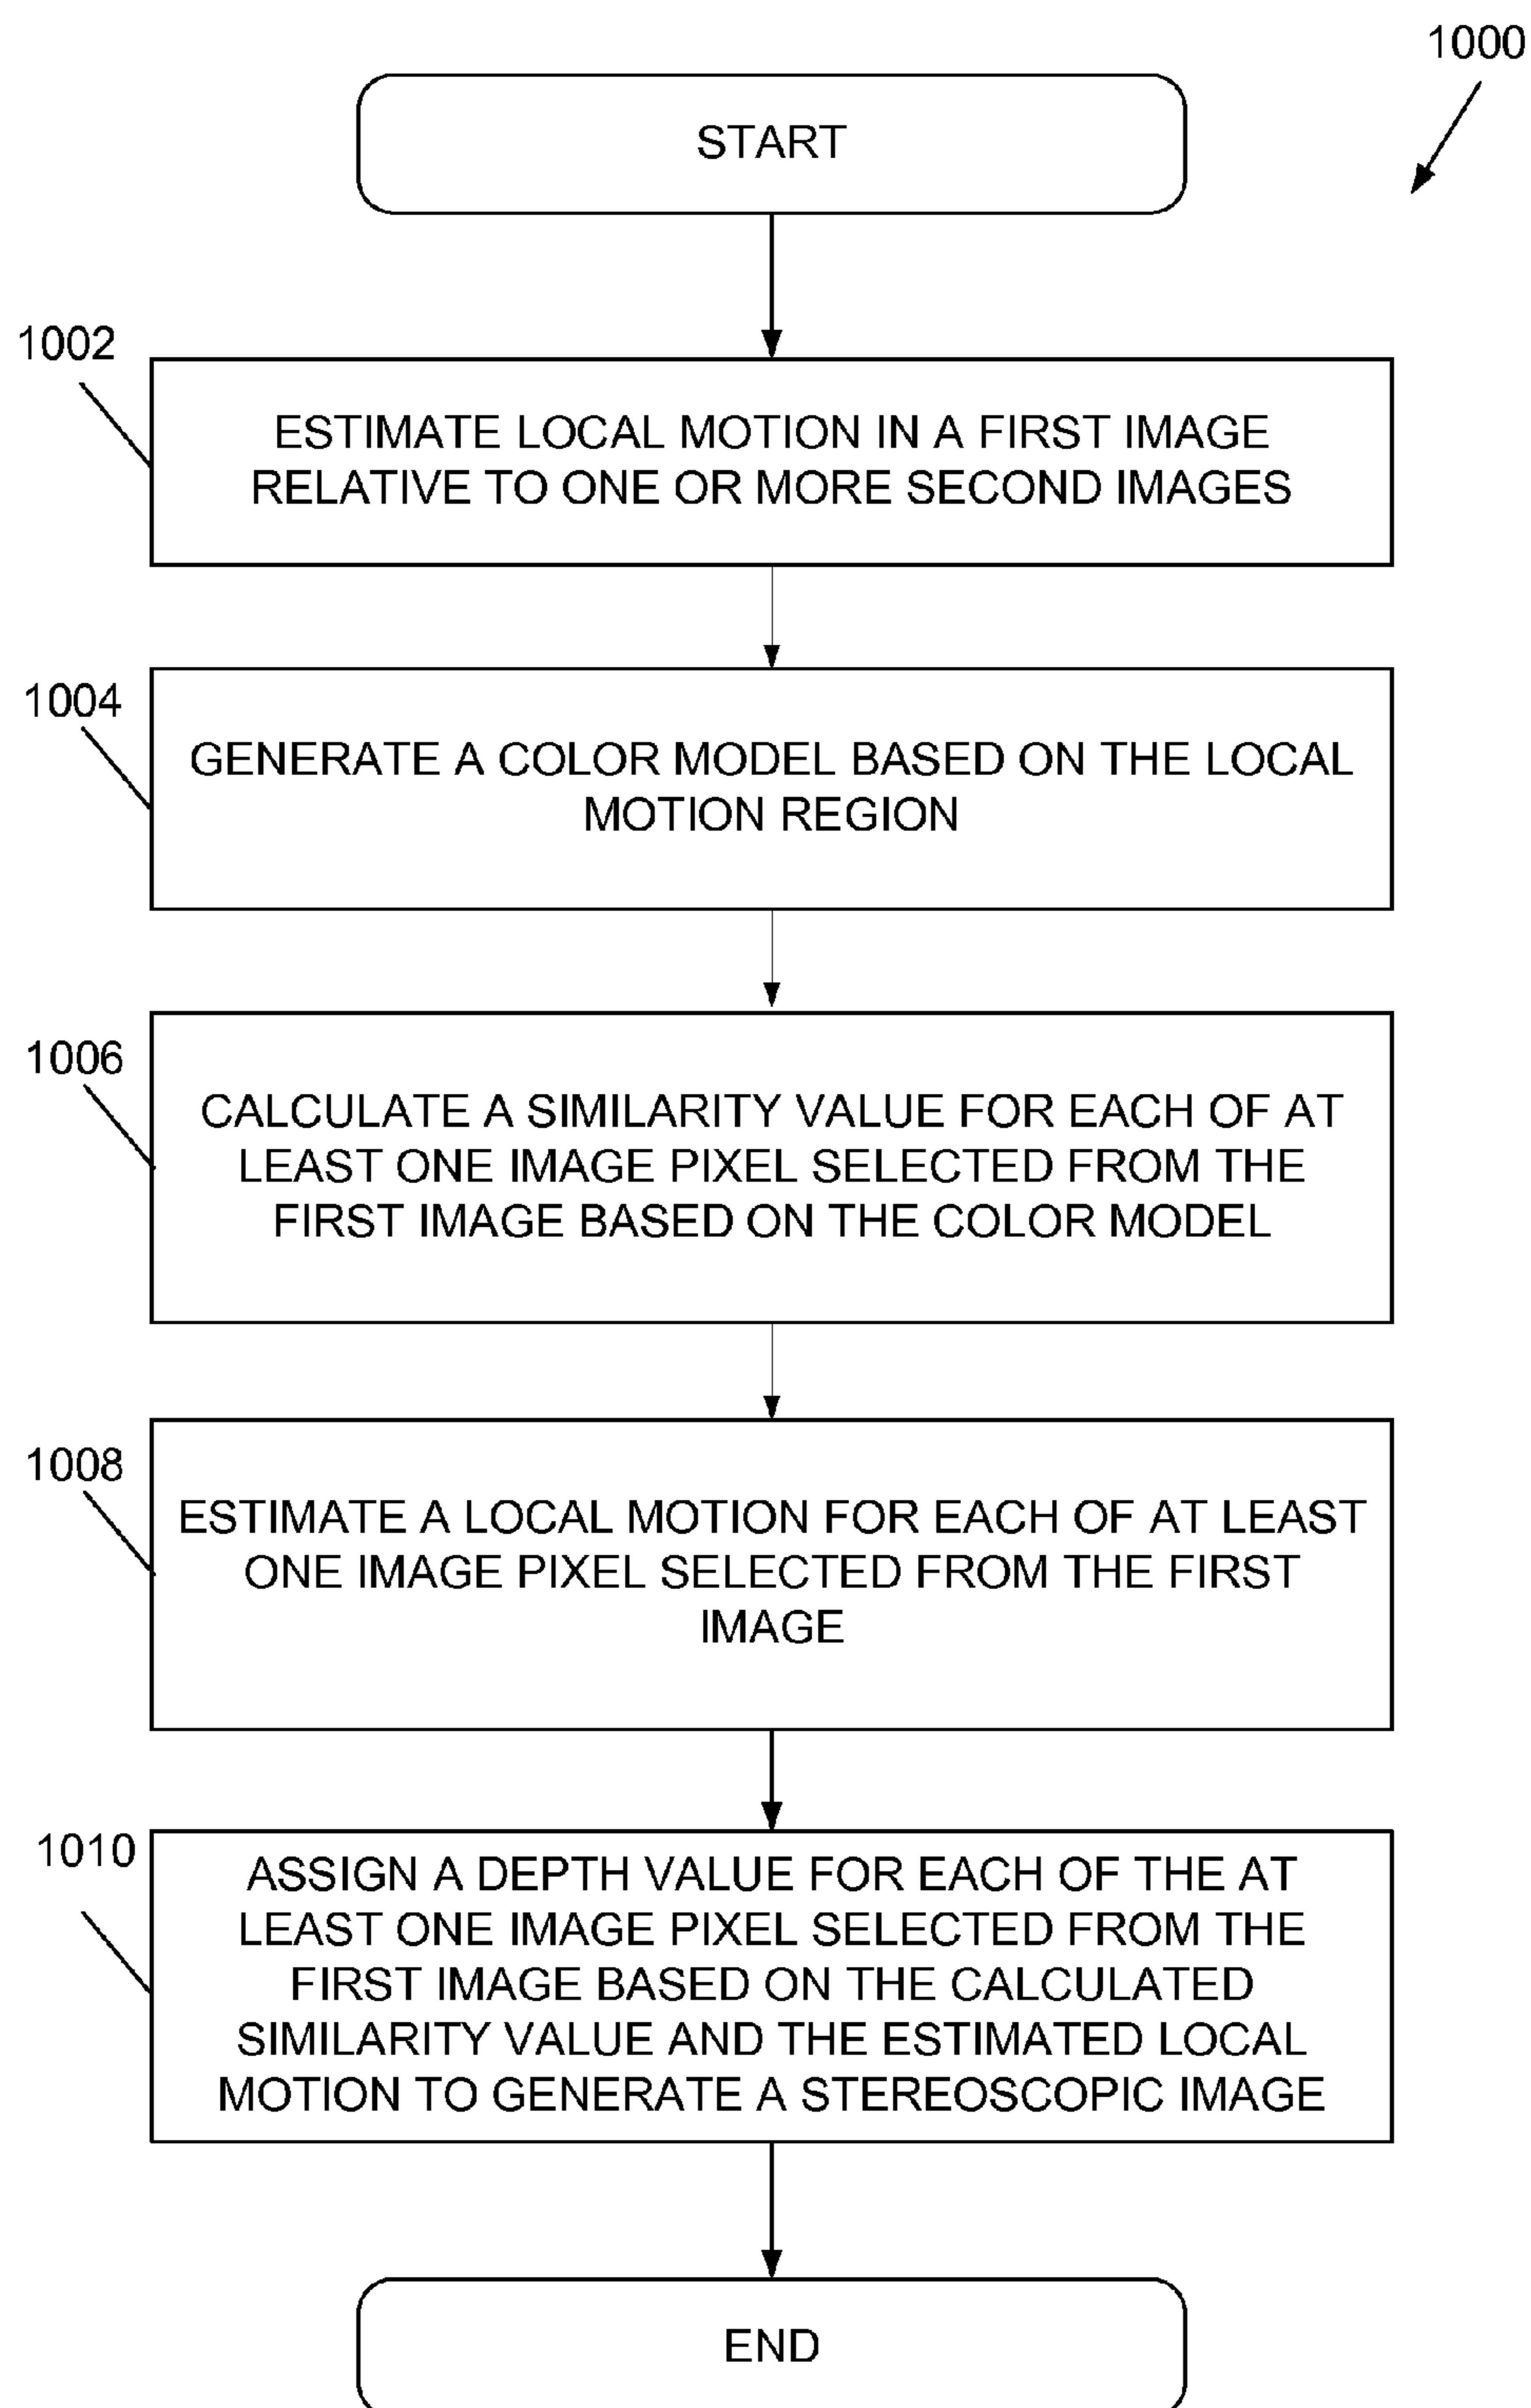 1000
START
1002
ESTIMATE LOCAL MOTION IN A FIRST IMAGE
RELATIVE TO ONE OR MORE SECOND IMAGES
1004
GENERATE A COLOR MODEL BASED ON THE LOCAL
MOTION REGION
1006
CALCULATE A SIMILARITY VALUE FOR EACH OF AT
LEAST ONE IMAGE PIXEL SELECTED FROM THE
FIRST IMAGE BASED ON THE COLOR MODEL
1008
ESTIMATE A LOCAL MOTION FOR EACH OF AT LEAST
ONE IMAGE PIXEL SELECTED FROM THE FIRST
IMAGE
1010
ASSIGN A DEPTH VALUE FOR EACH OF THE AT
LEAST ONE IMAGE PIXEL SELECTED FROM THE
FIRST IMAGE BASED ON THE CALCULATED
SIMILARITY VALUE AND THE ESTIMATED LOCAL
MOTION TO GENERATE A STEREOSCOPIC IMAGE
END